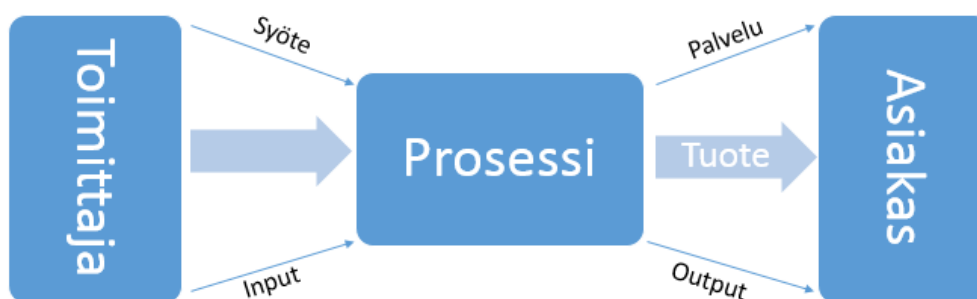 Toimittaja
Syöte
Input
Prosessi
Palvelu
Tuote
Output
Asiakas